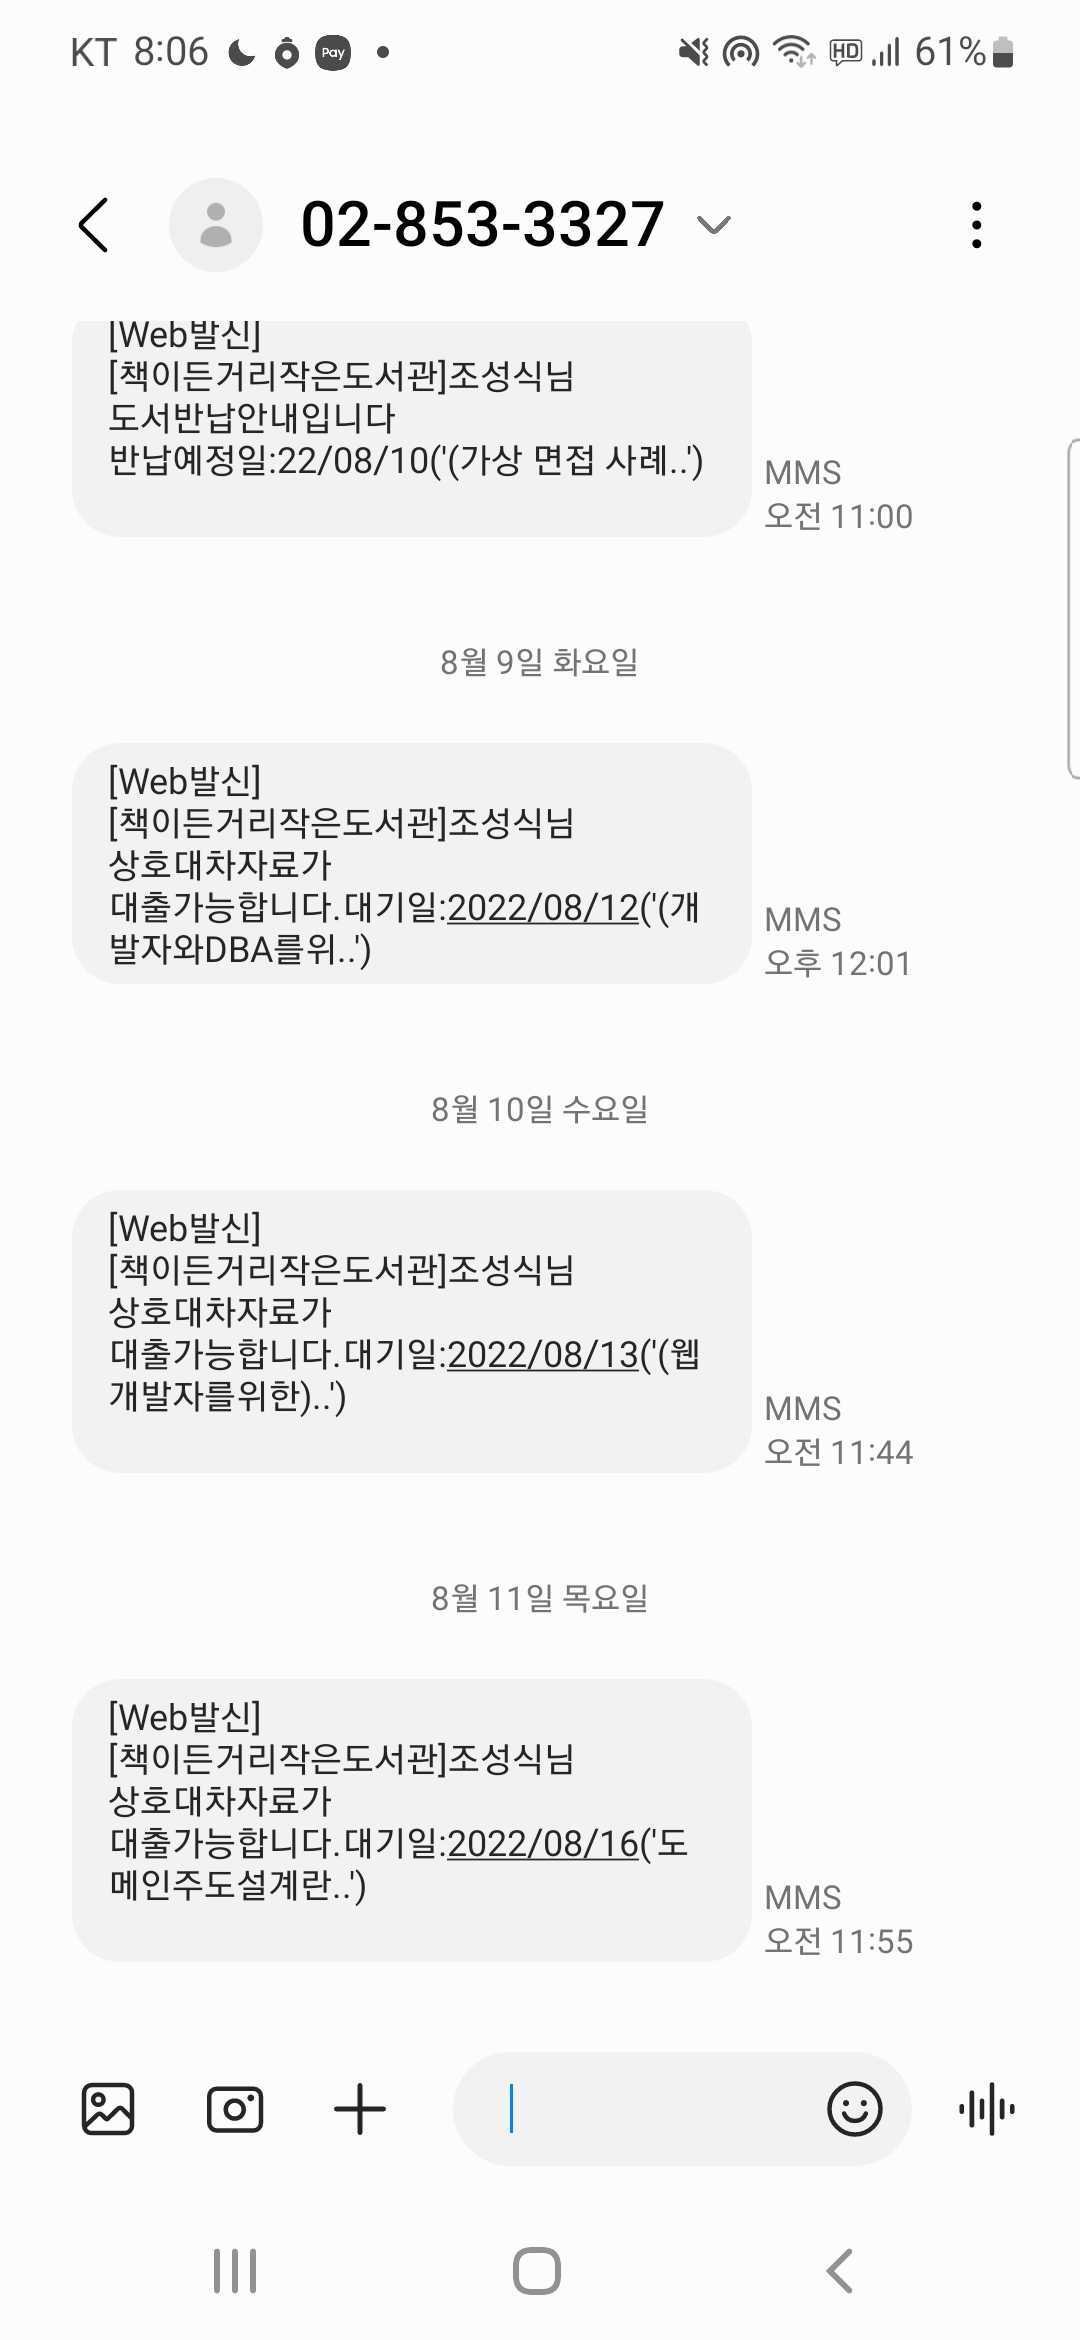 KT 8:06 Pay HD 61%
02-853-3327
[Web발신]
[책이든거리작은도서관]조성식님
도서반납안내입니다
반납예정일:22/08/10('(가상 면접 사례..')
MMS
오전 11:00
8월 9일 화요일
[Web발신]
[책이든거리작은도서관]조성식님
상호대차자료가
대출가능합니다.대기일:2022/08/12('(개
발자와DBA를위..')
MMS
오후 12:01
8월 10일 수요일
[Web발신]
[책이든거리작은도서관]조성식님
상호대차자료가
대출가능합니다.대기일:2022/08/13('(웹
개발자를위한)..')
MMS
오전 11:44
8월 11일 목요일
[Web발신]
[책이든거리작은도서관]조성식님
상호대차자료가
대출가능합니다.대기일:2022/08/16('도
메인주도설계란..')
MMS
오전 11:55